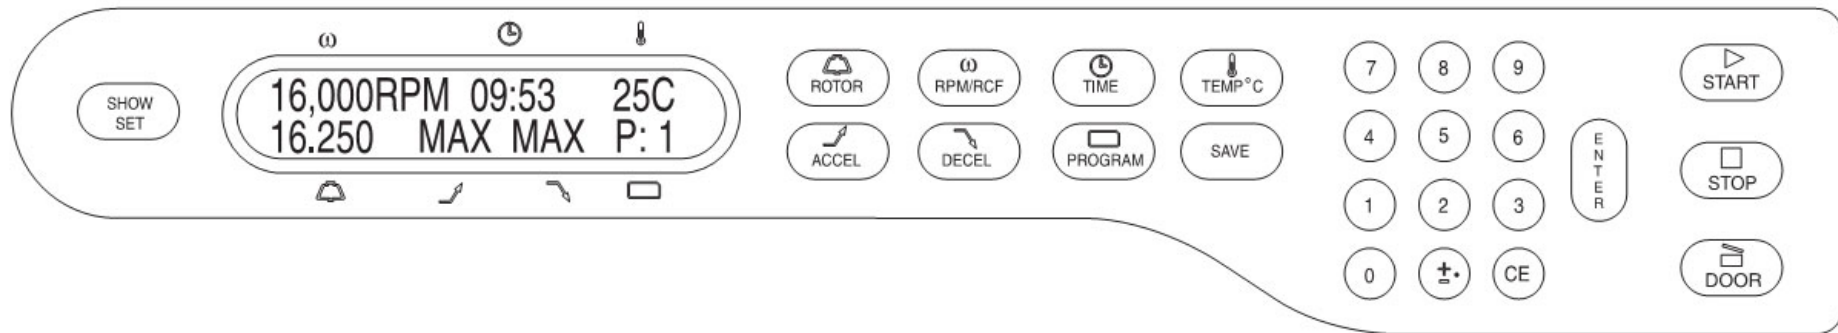 ω
SHOW
SET
16,000RPM 09:53 25C
16.250 MAX MAX P: 1
ROTOR
ω
RPM/RCF
TIME
TEMP°C
ACCEL
DECEL
PROGRAM
SAVE
7 8 9
4 5 6
1 2 3
0 ±· CE
ENTER
START
STOP
DOOR